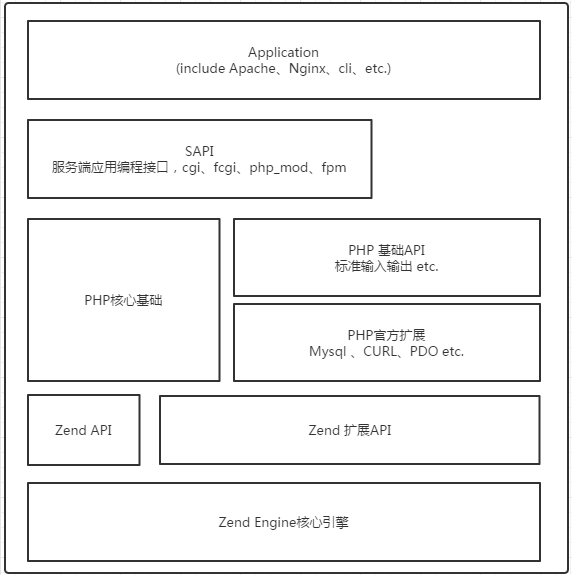 Application
(include Apache、Nginx、cli、etc.)
SAPI
服务端应用编程接口，cgi、fcgi、php_mod、fpm
PHP核心基础
PHP 基础API
标准输入输出 etc.
PHP官方扩展
Mysql 、CURL、PDO etc.
Zend API
Zend 扩展API
Zend Engine核心引擎